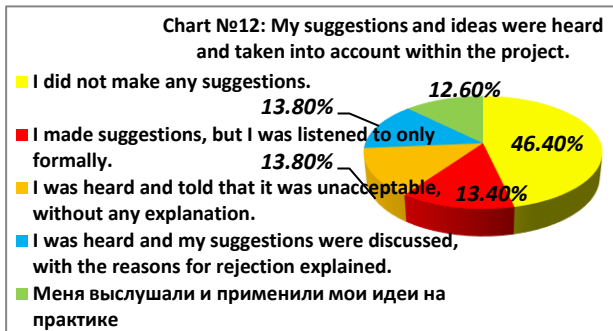 Chart №12: My suggestions and ideas were heard
and taken into account within the project.
I did not make any suggestions.
I made suggestions, but I was listened to only
formally.
I was heard and told that it was unacceptable,
without any explanation.
I was heard and my suggestions were discussed,
with the reasons for rejection explained.
Меня выслушали и применили мои идеи на
практике
12.60%
13.80%
46.40%
13.80%
13.40%